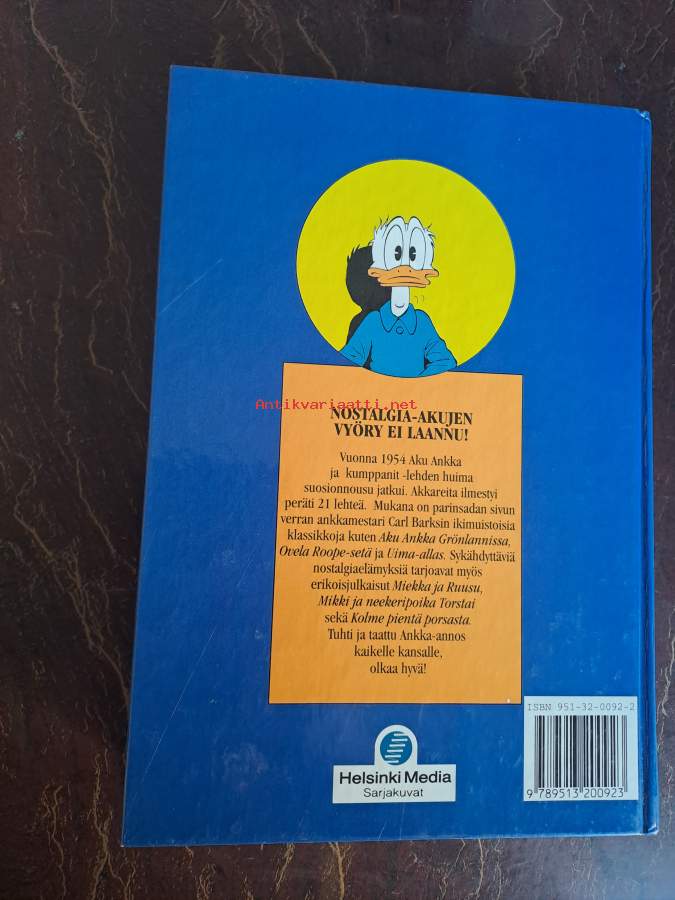 Antikvariaatti.net
NOSTALGIA-AKUJEN
VYÖRY EI LAANNU!
Vuonna 1954 Aku Ankka
ja kumppanit -lehden huima
suosionnousu jatkui. Akkareita ilmestyi
peräti 21 lehteä. Mukana on parinsadan sivun
verran ankkamestari Carl Barksin ikimuistoisia
klassikkoja kuten Aku Ankka Grönlannissa,
Ovela Roope-setä ja Uima-allas. Sykähdyttäviä
nostalgiaelämyksiä tarjoavat myös
erikoisjulkaisut Miekka ja Ruusu,
Mikki ja neekeripoika Torstai
sekä Kolme pientä porsasta.
Tuhti ja taattu Ankka-annos
kaikelle kansalle,
olkaa hyvä!
ISBN 951-32-0092-2
9 789513 200923
Helsinki Media
Sarjakuvat